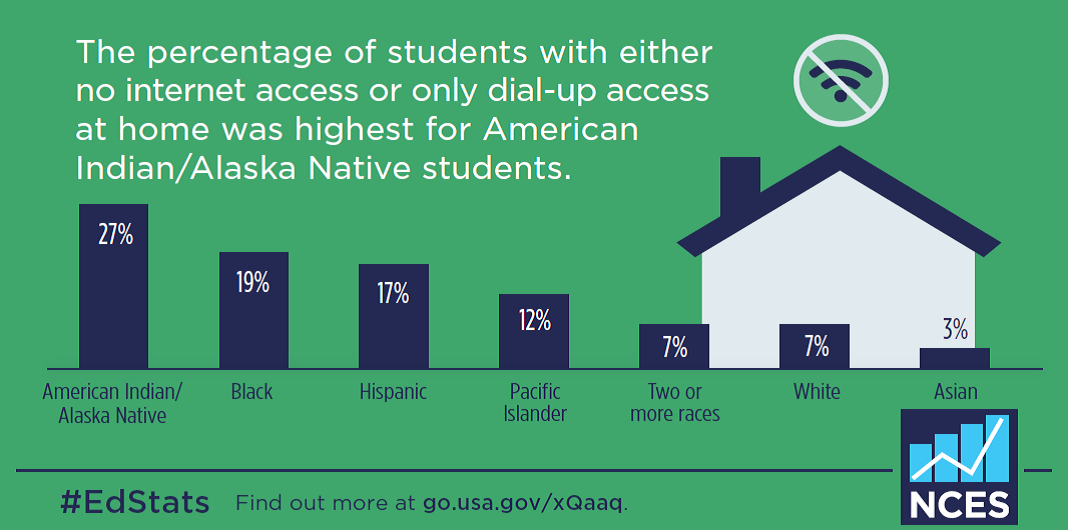 The percentage of students with either
no internet access or only dial-up access
at home was highest for American
Indian/Alaska Native students.
27%
19%
17%
12%
7%
7%
3%
American Indian/
Alaska Native
Black
Hispanic
Pacific
Islander
Two or
more races
White
Asian
#EdStats
Find out more at go.usa.gov/xQaaq.
NCES